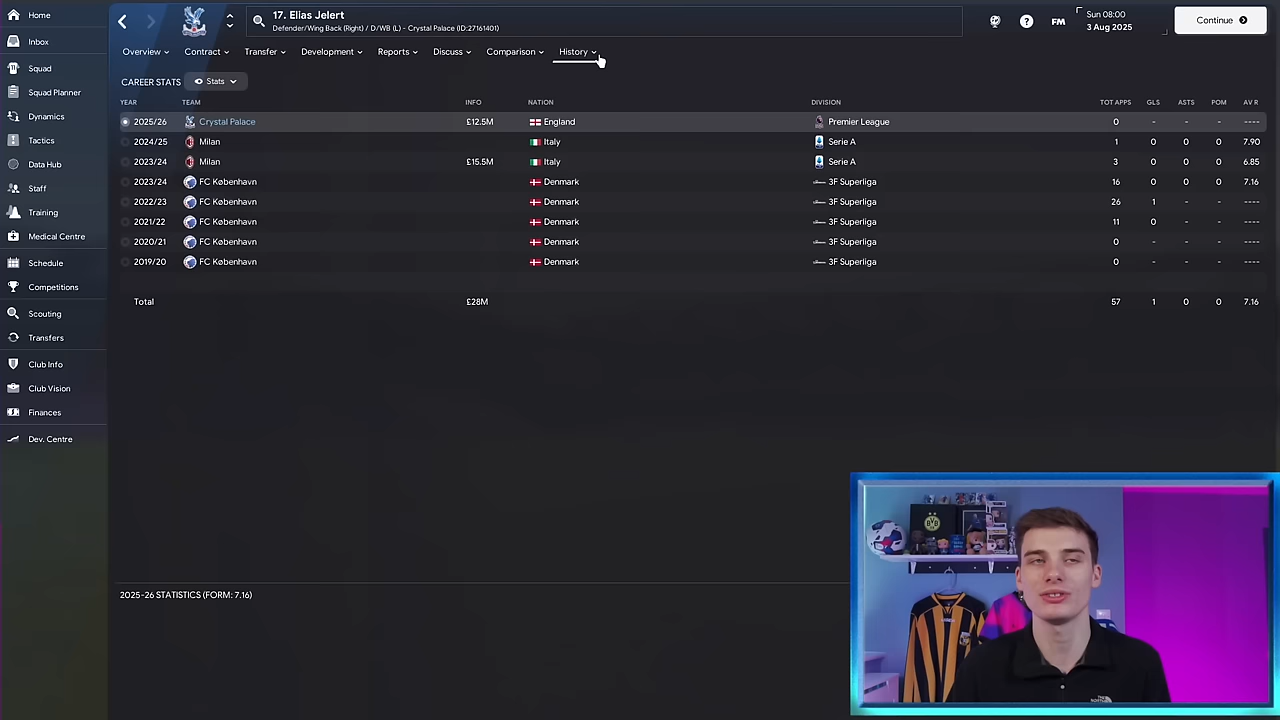 Home
Inbox
Squad
Squad Planner
Dynamics
Tactics
Data Hub
Staff
Training
Medical Centre
Schedule
Competitions
Scouting
Transfers
Club Info
Club Vision
Finances
Dev. Centre
17. Elias Jelert
Defender/Wing Back (Right) / D/WB (L) - Crystal Palace (ID:27161401)
FM
Sun 08:00
3 Aug 2025
Continue
Overview Contract Transfer Development Reports Discuss Comparison History
CAREER STATS Stats
YEAR TEAM INFO NATION DIVISION TOT APPS GLS ASTS POM AV R
2025/26 Crystal Palace £12.5M England Premier League 0 - - - ----
2024/25 Milan Italy Serie A 1 0 0 0 7.90
2023/24 Milan £15.5M Italy Serie A 3 0 0 0 6.85
2023/24 FC København Denmark 3F Superliga 16 0 0 0 7.16
2022/23 FC København Denmark 3F Superliga 26 1 - - ----
2021/22 FC København Denmark 3F Superliga 11 0 - - ----
2020/21 FC København Denmark 3F Superliga 0 - - - ----
2019/20 FC København Denmark 3F Superliga 0 - - - ----
Total £28M 57 1 0 0 7.16
2025-26 STATISTICS (FORM: 7.16)
BVB
09
THE
NORTH